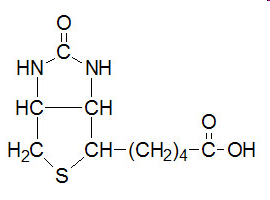 O
C
HN NH
HC CH O
H₂C CH–(CH₂)₄–C–OH
S